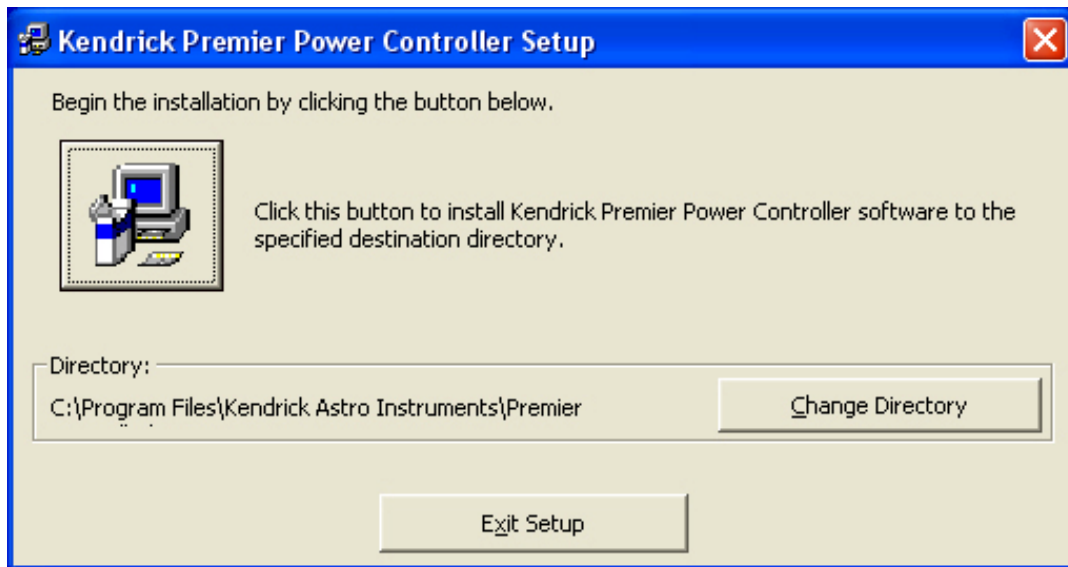 Kendrick Premier Power Controller Setup
Begin the installation by clicking the button below.
Click this button to install Kendrick Premier Power Controller software to the
specified destination directory.
Directory:
C:\Program Files\Kendrick Astro Instruments\Premier
Change Directory
Exit Setup